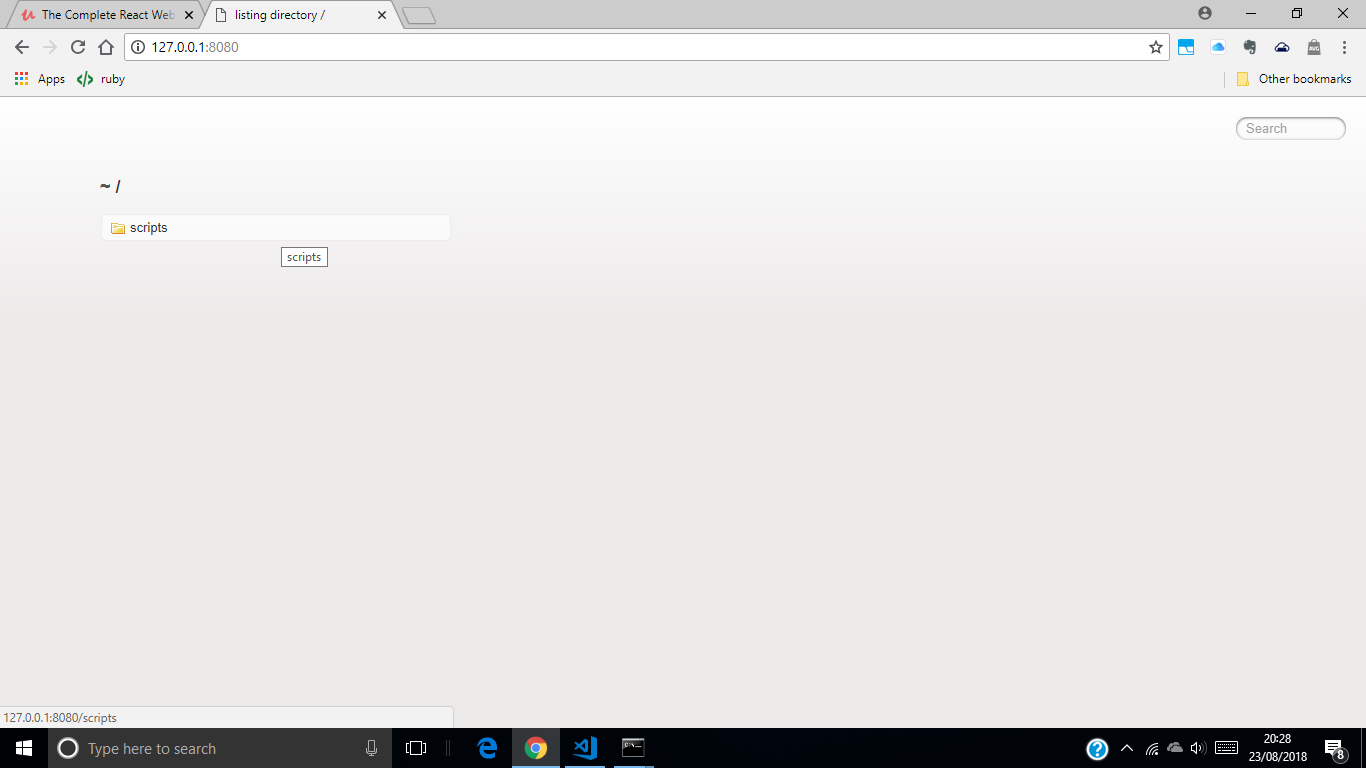 The Complete React Web
listing directory /
127.0.0.1:8080
Apps
ruby
Other bookmarks
Search
~ /
scripts
scripts
127.0.0.1:8080/scripts
Type here to search
20:28
23/08/2018
8